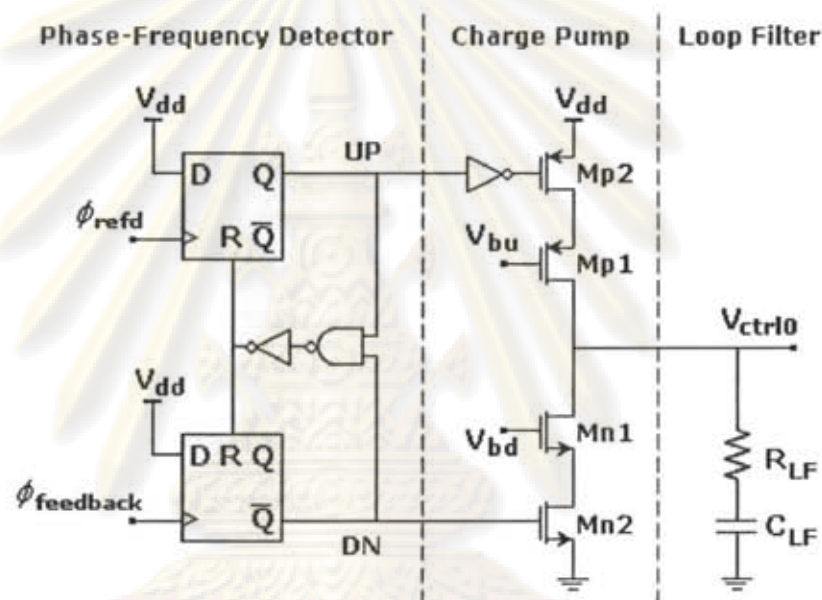 Phase-Frequency Detector
Charge Pump
Loop Filter
Vdd
Vdd
D Q
UP
Mp2
ϕrefd
R Q̅
Vbu
Mp1
Vctrl0
Vdd
Vbd
Mn1
D R Q
RLF
ϕfeedback
Q̅
DN
Mn2
CLF